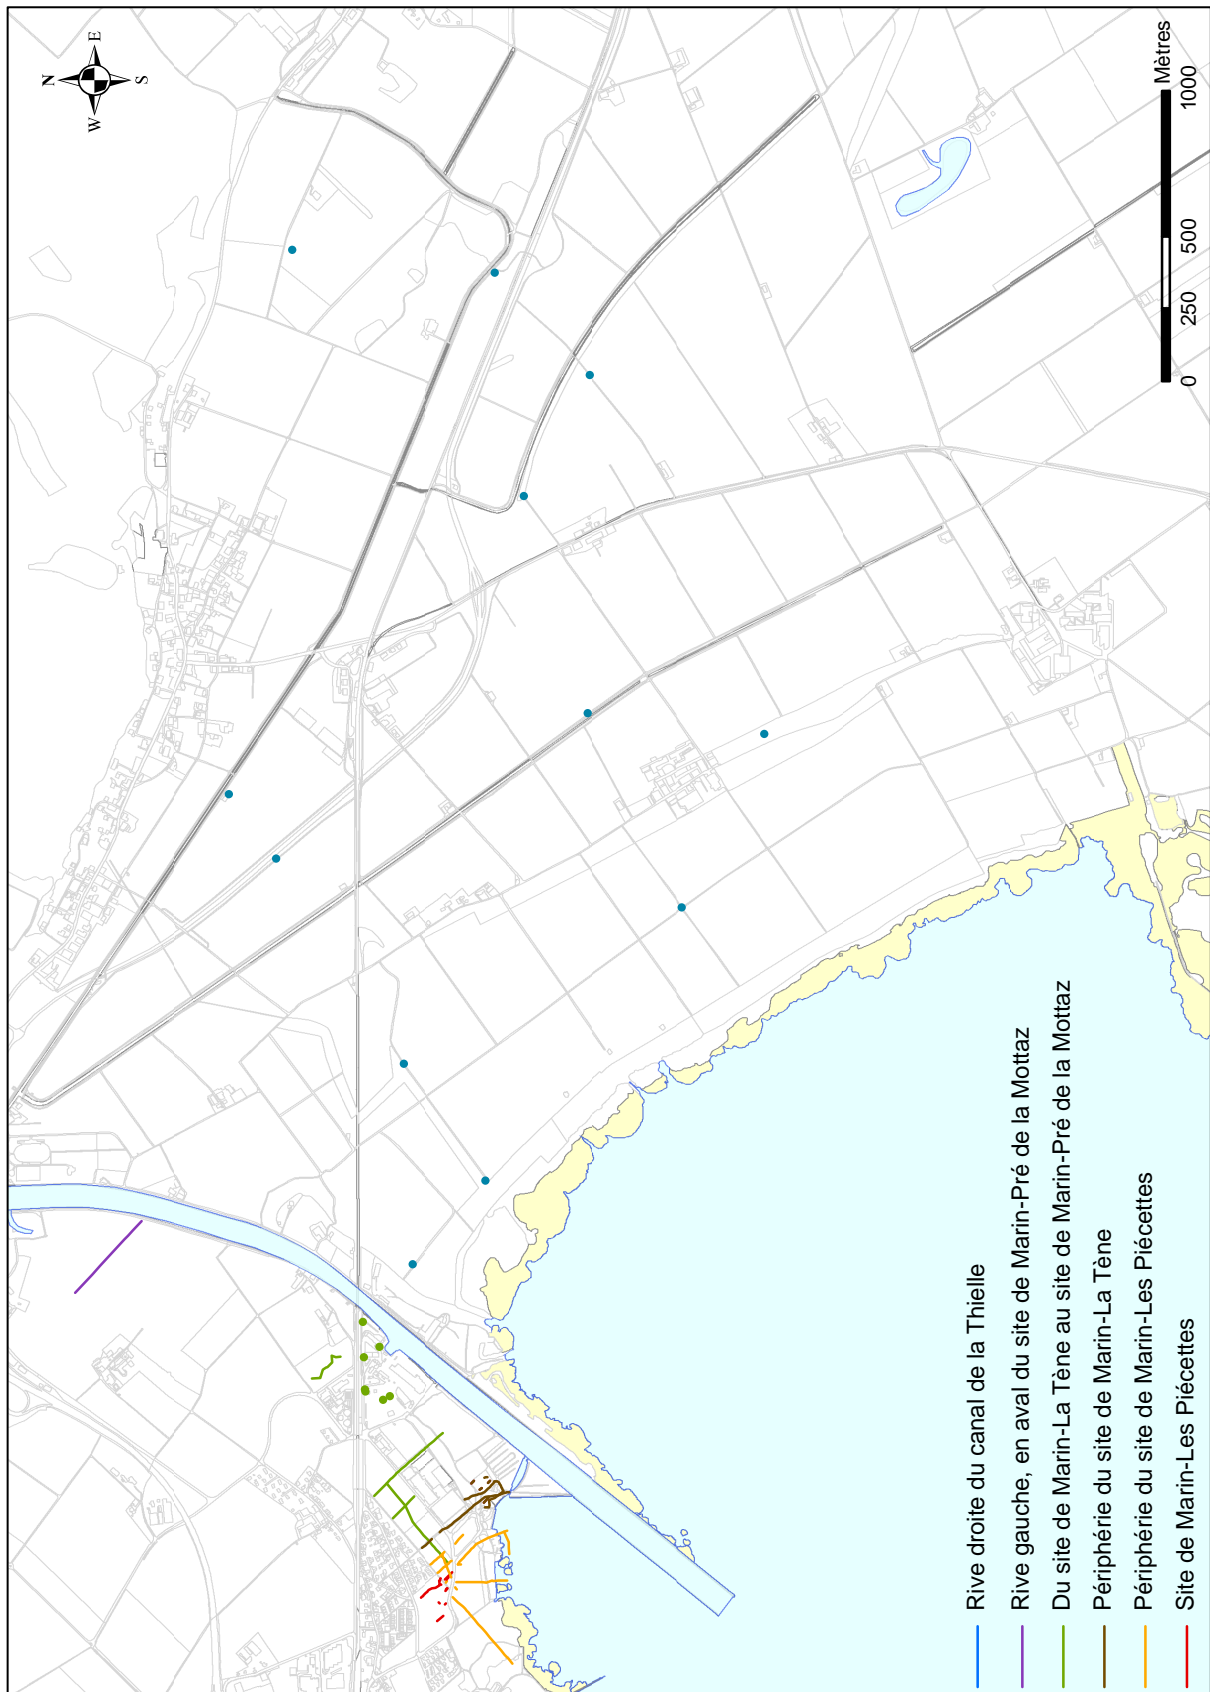 N
E
W
S
Mètres
0 250 500 1000
Rive droite du canal de la Thielle
Rive gauche, en aval du site de Marin-Pré de la Mottaz
Du site de Marin-La Tène au site de Marin-Pré de la Mottaz
Périphérie du site de Marin-La Tène
Périphérie du site de Marin-Les Piécettes
Site de Marin-Les Piécettes